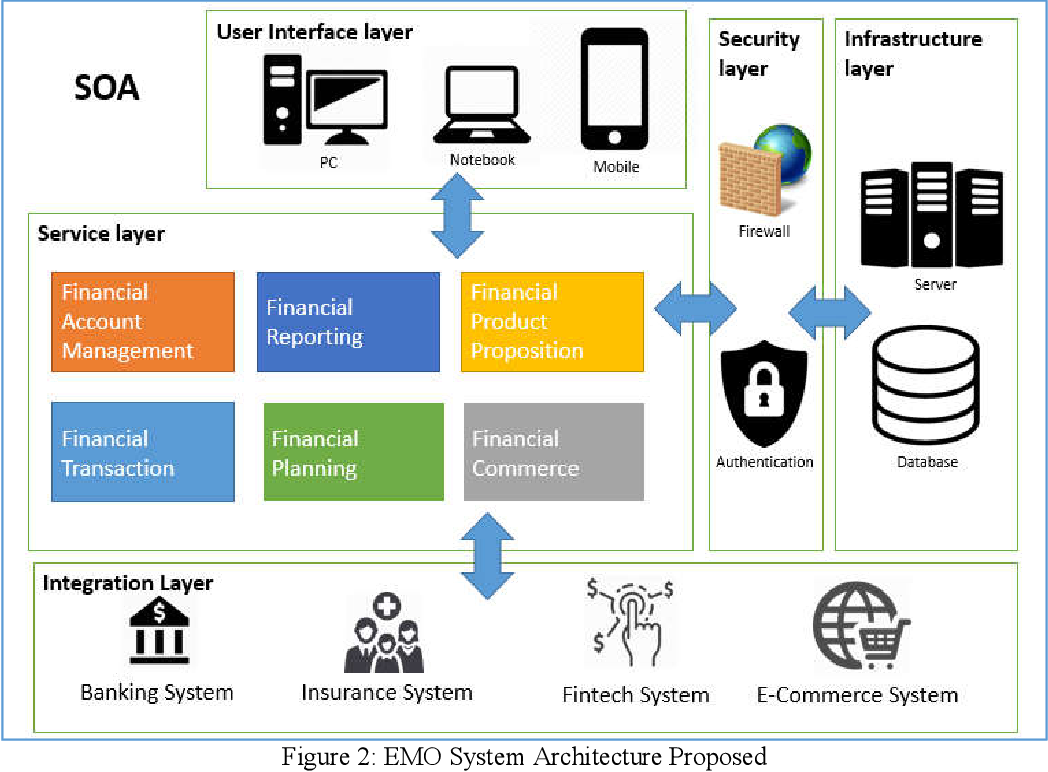 SOA
User Interface layer
PC
Notebook
Mobile
Security
layer
Firewall
Authentication
Infrastructure
layer
Server
Database
Service layer
Financial
Account
Management
Financial
Reporting
Financial
Product
Proposition
Financial
Transaction
Financial
Planning
Financial
Commerce
Integration Layer
$
Banking System
Insurance System
$
$
$
Fintech System
E-Commerce System
Figure 2: EMO System Architecture Proposed